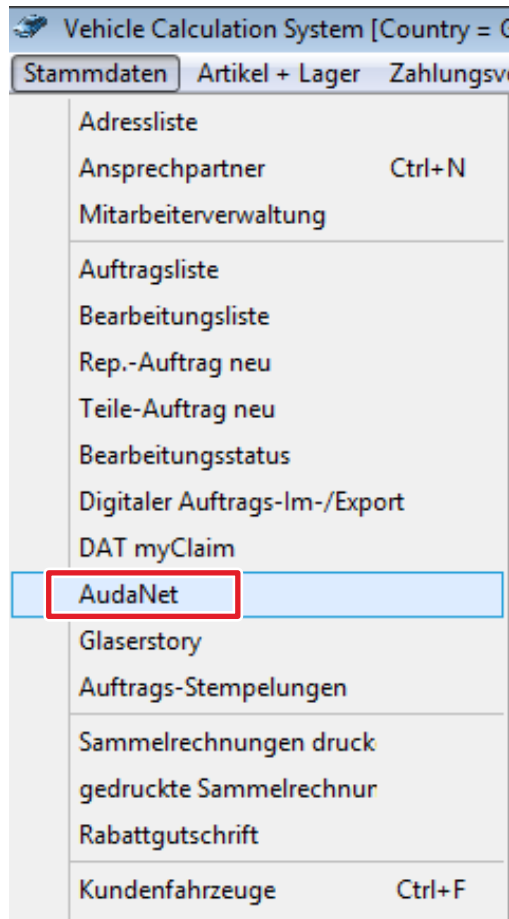 Vehicle Calculation System [Country =
Stammdaten Artikel + Lager
Adressliste
Ansprechpartner Ctrl+N
Mitarbeiterverwaltung
Auftragsliste
Bearbeitungsliste
Rep.-Auftrag neu
Teile-Auftrag neu
Bearbeitungsstatus
Digitaler Auftrags-Im-/Export
DAT myClaim
AudaNet
Glaserstory
Auftrags-Stempelungen
Sammelrechnungen druck
gedruckte Sammelrechnur
Rabattgutschrift
Kundenfahrzeuge Ctrl+F